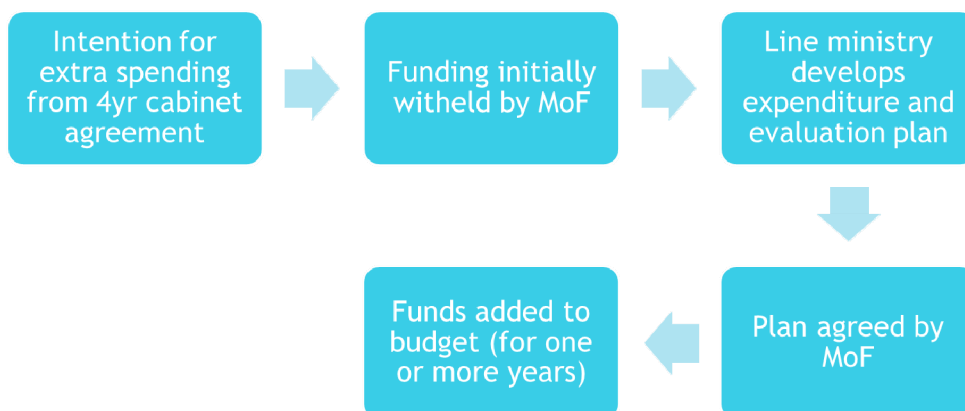 Intention for
extra spending
from 4yr cabinet
agreement
Funding initially
witheld by MoF
Line ministry
develops
expenditure and
evaluation plan
Plan agreed by
MoF
Funds added to
budget (for one
or more years)